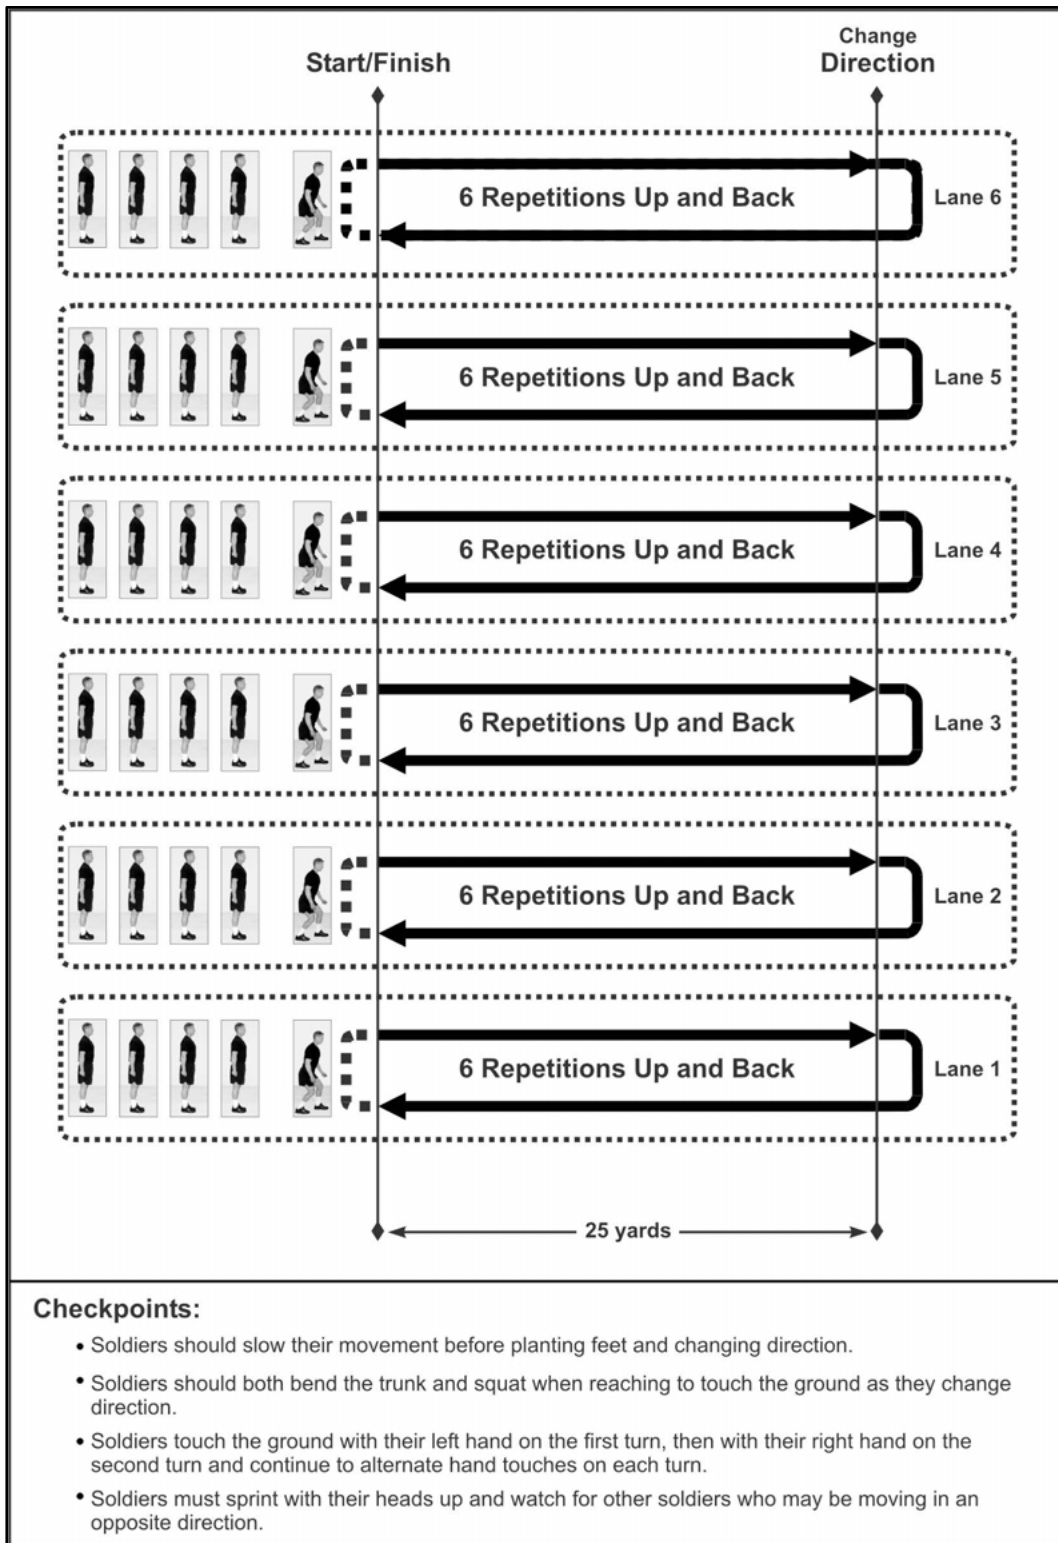 Change
Start/Finish
Direction
6 Repetitions Up and Back
Lane 6
6 Repetitions Up and Back
Lane 5
6 Repetitions Up and Back
Lane 4
6 Repetitions Up and Back
Lane 3
6 Repetitions Up and Back
Lane 2
6 Repetitions Up and Back
Lane 1
25 yards
Checkpoints:
• Soldiers should slow their movement before planting feet and changing direction.
• Soldiers should both bend the trunk and squat when reaching to touch the ground as they change
direction.
• Soldiers touch the ground with their left hand on the first turn, then with their right hand on the
second turn and continue to alternate hand touches on each turn.
• Soldiers must sprint with their heads up and watch for other soldiers who may be moving in an
opposite direction.